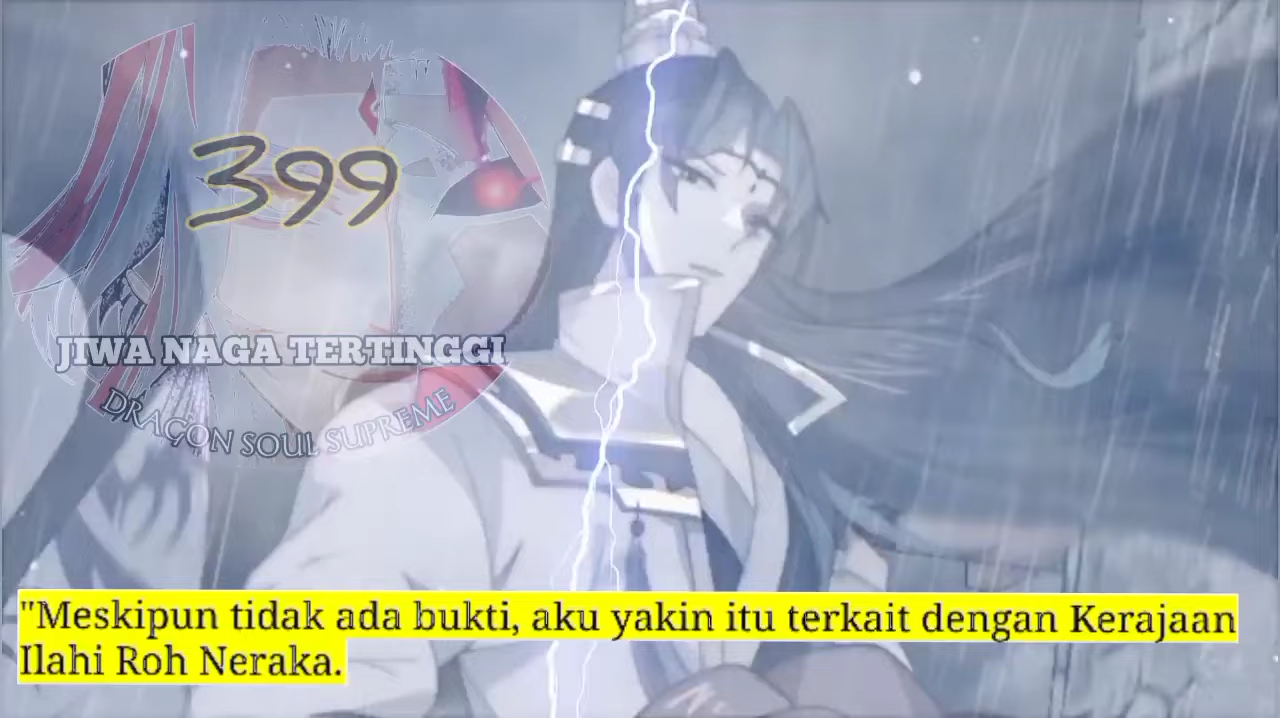 399
JIWA NAGA TERTINGGI
DRAGON SOUL SUPREME
"Meskipun tidak ada bukti, aku yakin itu terkait dengan Kerajaan
Ilahi Roh Neraka.